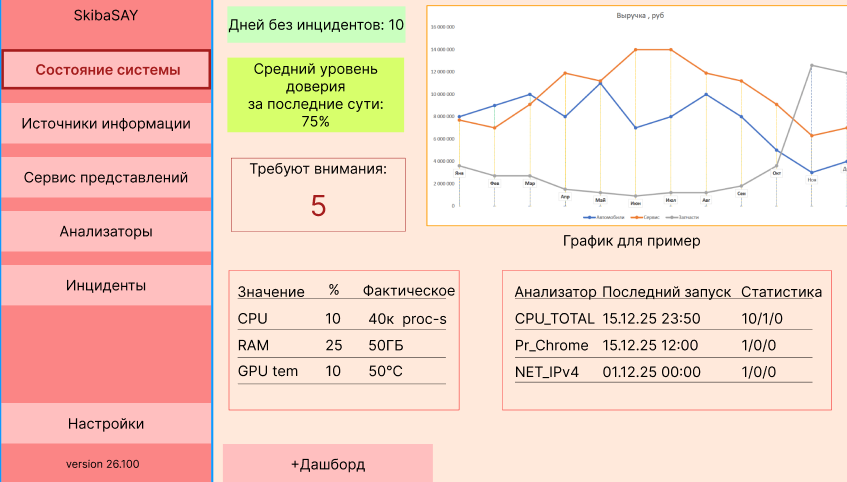 SkibaSAY
Состояние системы
Источники информации
Сервис представлений
Анализаторы
Инциденты
Настройки
version 26.100
Дней без инцидентов: 10
Средний уровень
доверия
за последние сути:
75%
Требуют внимания:
5
Выручка , руб
16 000 000
14 000 000
12 000 000
10 000 000
8 000 000
6 000 000
4 000 000
2 000 000
0
Янв
Фев
Мар
Апр
Май
Июн
Июл
Авг
Сен
Окт
Ноя
Автомобили Сервис Запчасти
График для пример
Значение % Фактическое
CPU 10 40к proc-s
RAM 25 50ГБ
GPU tem 10 50°C
Анализатор Последний запуск Статистика
CPU_TOTAL 15.12.25 23:50 10/1/0
Pr_Chrome 15.12.25 12:00 1/0/0
NET_IPv4 01.12.25 00:00 1/0/0
+Дашборд